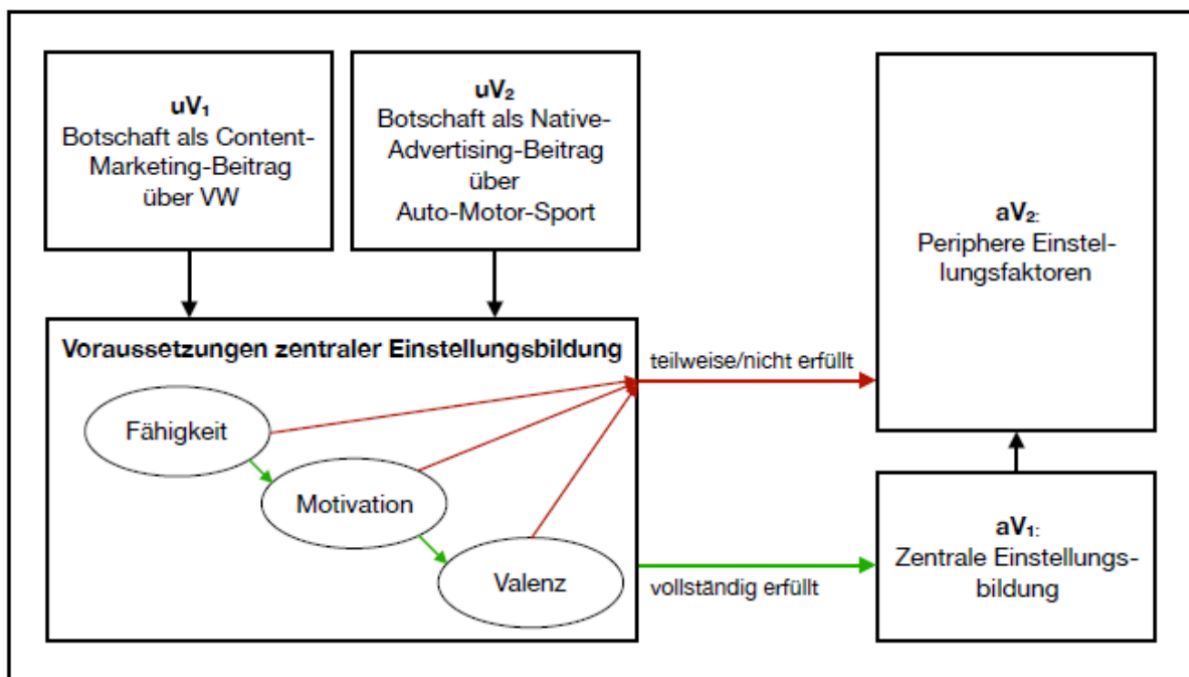 uV₁
Botschaft als Content-
Marketing-Beitrag
über VW
uV₂
Botschaft als Native-
Advertising-Beitrag
über
Auto-Motor-Sport
aV₂:
Periphere Einstel-
lungsfaktoren
Voraussetzungen zentraler Einstellungsbildung
Fähigkeit
Motivation
Valenz
teilweise/nicht erfüllt
vollständig erfüllt
aV₁:
Zentrale Einstellungs-
bildung